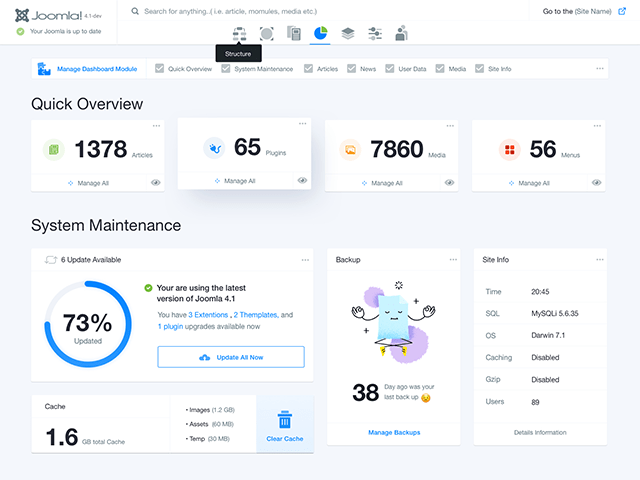 Joomla! 4.1-dev
Your Joomla is up to date
Search for anything..( i.e. article, momules, media etc.)
Go to the (Site Name)
Structure
Manage Dashboard Module
Quick Overview
System Maintenance
Articles
News
User Data
Media
Site Info
Quick Overview
1378 Articles
Manage All
65 Plugins
Manage All
7860 Media
Manage All
56 Menus
Manage All
System Maintenance
6 Update Available
73%
Updated
Your are using the latest
version of Joomla 4.1
You have 3 Extentions , 2 Themplates, and
1 plugin upgrades available now
Update All Now
Cache
1.6 GB total Cache
• Images (1.2 GB)
• Assets (60 MB)
• Temp (30 MB)
Clear Cache
Backup
38 Day ago was your
last back up
Manage Backups
Site Info
Time 20:45
SQL MySQLi 5.6.35
OS Darwin 7.1
Caching Disabled
Gzip Disabled
Users 89
Details Information